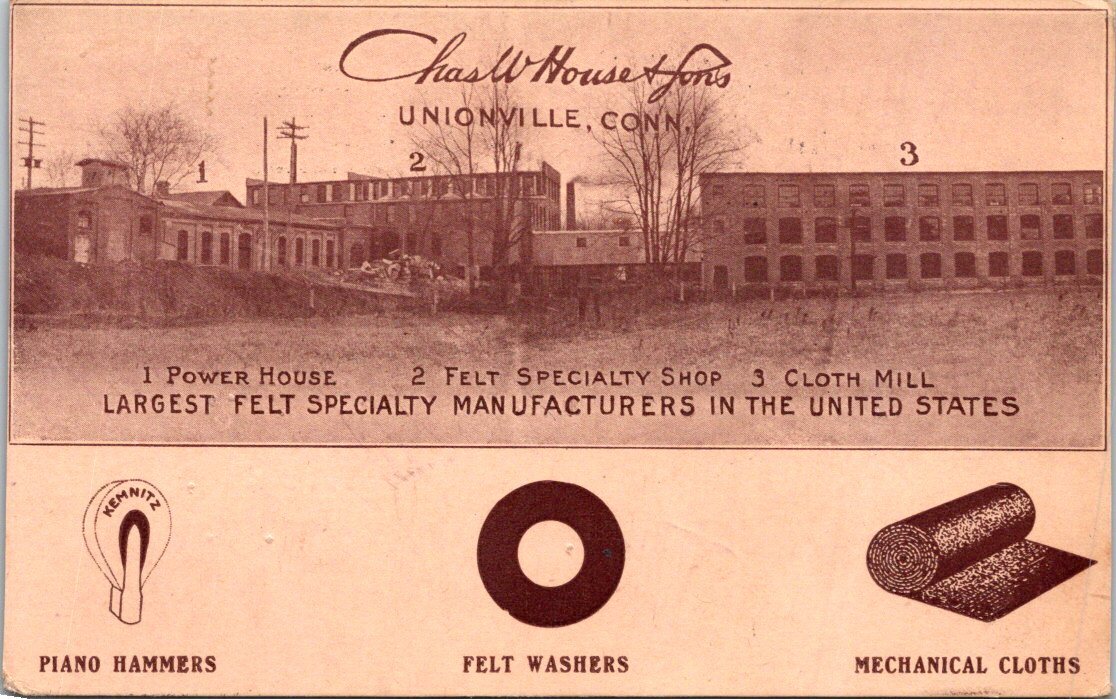 Chas W House & Sons
UNIONVILLE, CONN.
1 2 3
1 POWER HOUSE 2 FELT SPECIALTY SHOP 3 CLOTH MILL
LARGEST FELT SPECIALTY MANUFACTURERS IN THE UNITED STATES
KEMNITZ
PIANO HAMMERS FELT WASHERS MECHANICAL CLOTHS